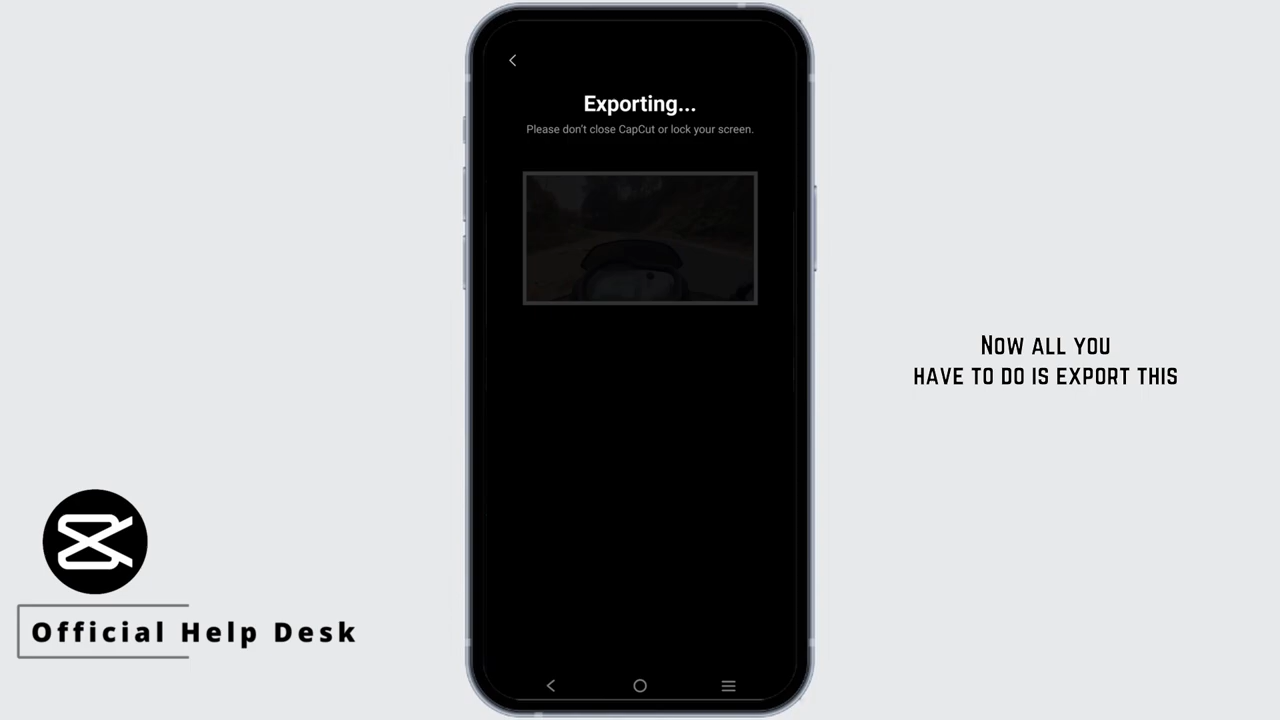 Exporting...
Please don't close CapCut or lock your screen.
NOW ALL YOU
HAVE TO DO IS EXPORT THIS
Official Help Desk